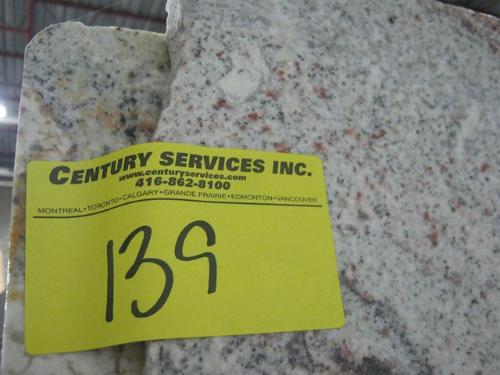 CENTURY SERVICES INC.
www.centuryservices.com
416-862-8100
MONTREAL•TORONTO•CALGARY•GRANDE PRAIRIE•EDMONTON•VANCOUVER
139